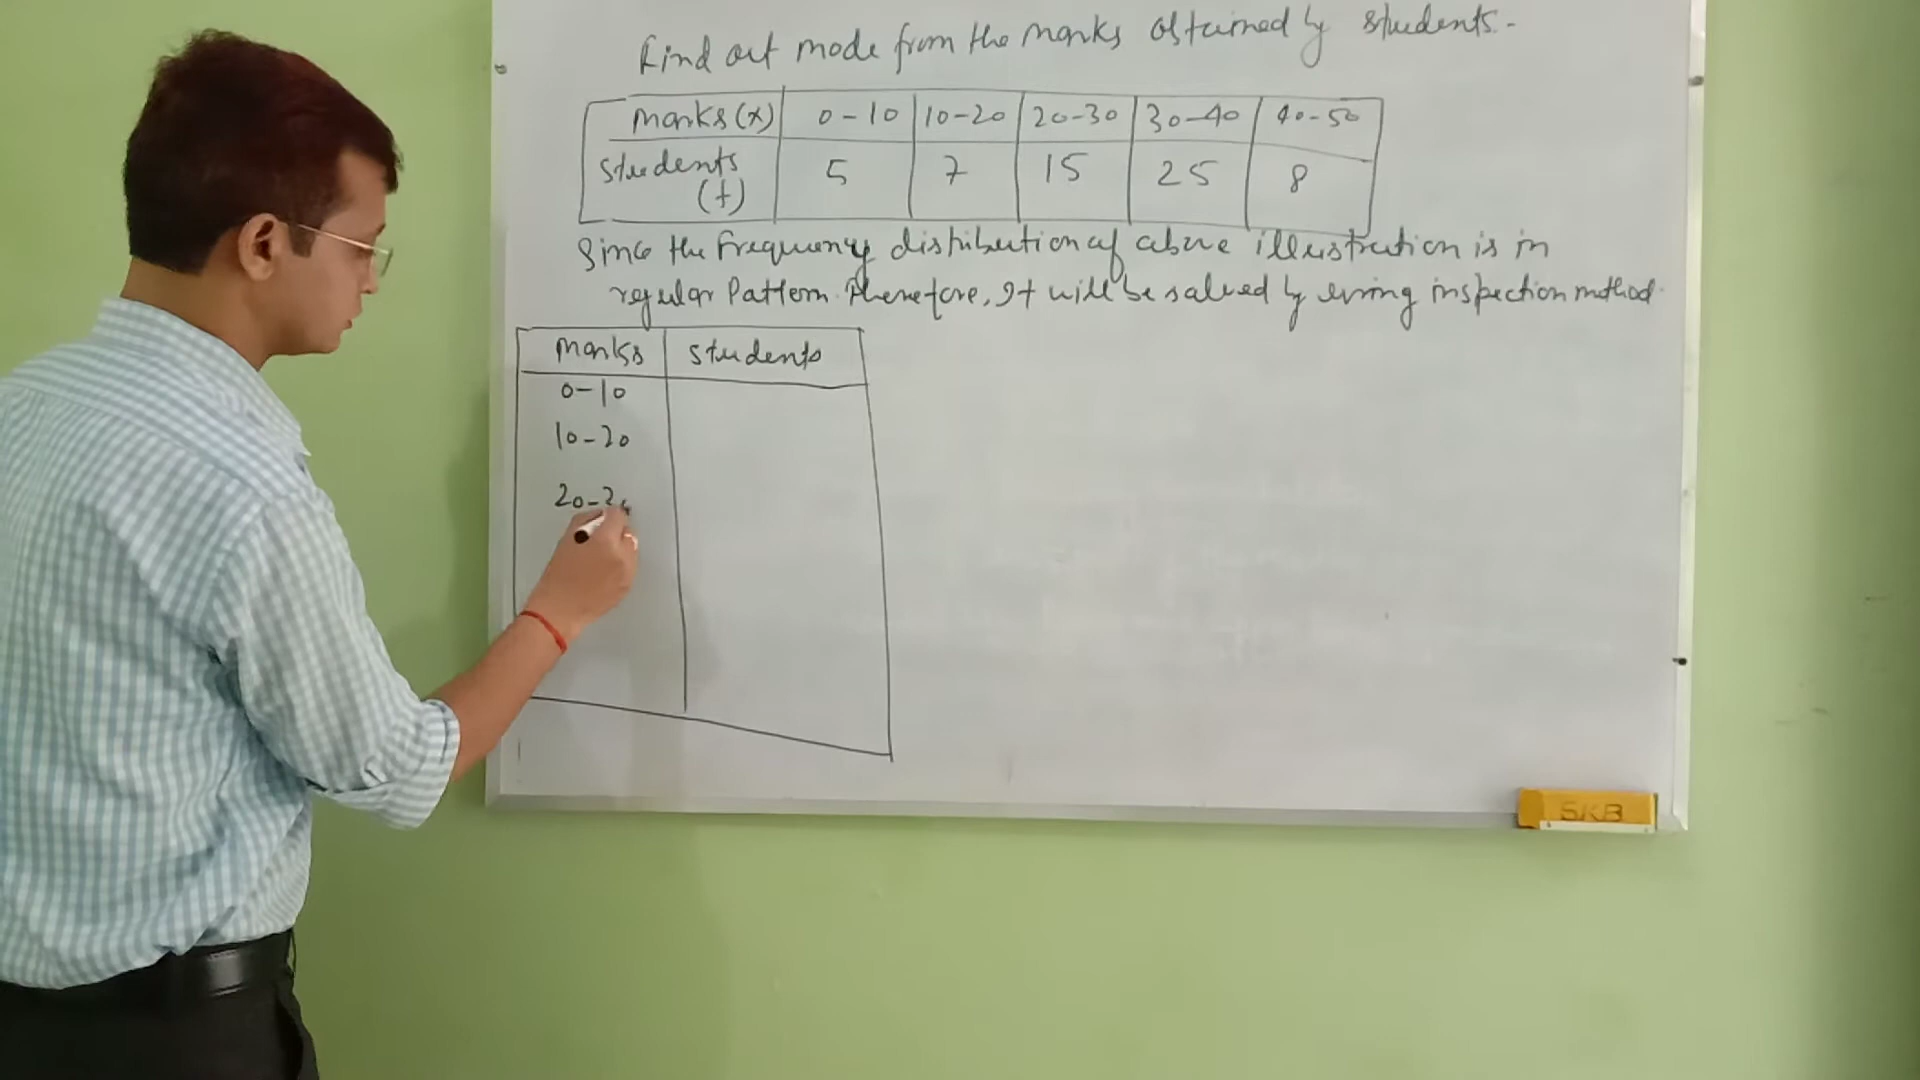 Find out mode from the marks obtained by students.-
Marks (x) 0-10 10-20 20-30 30-40 40-50
students 5 7 15 25 8
(f)
Since the frequency distribution of above illustration is in
regular Pattern. Therefore, It will be solved by using inspection method.
Marks students
0-10
10-20
20-
SKB